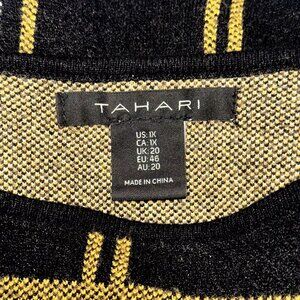 TAHARI
US: 1X
CA: 1X
UK: 20
EU: 46
AU: 20
MADE IN CHINA